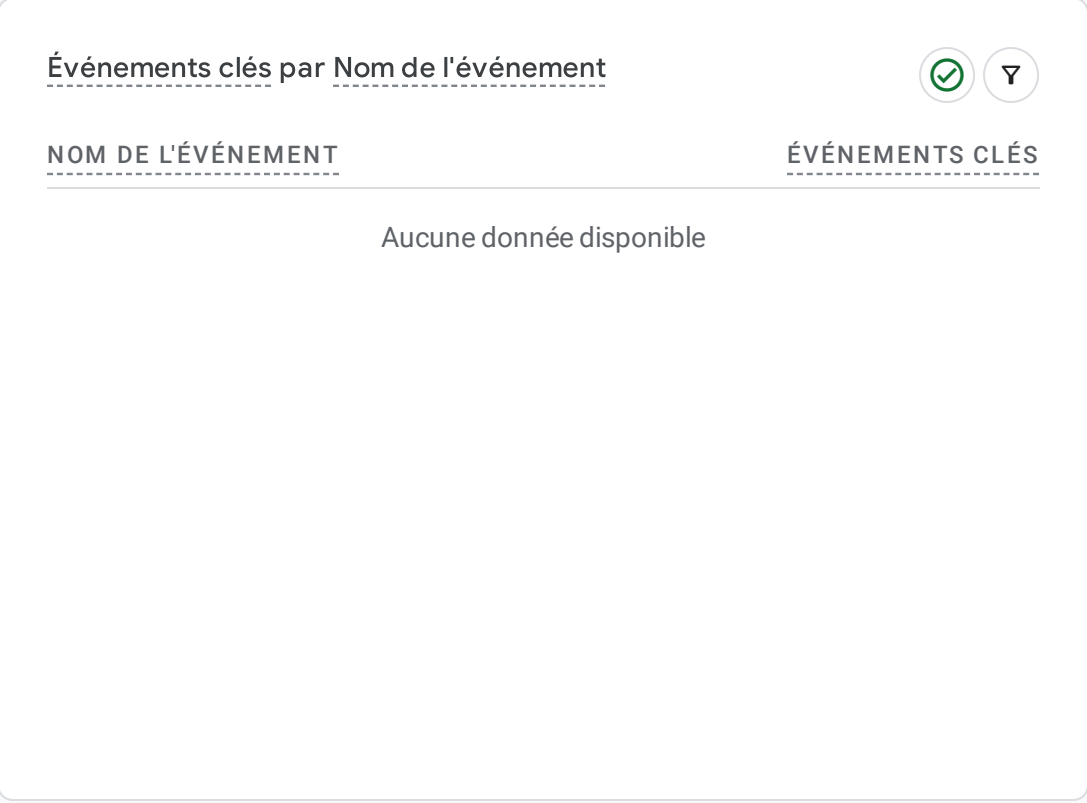 Événements clés par Nom de l'événement
NOM DE L'ÉVÉNEMENT ÉVÉNEMENTS CLÉS
Aucune donnée disponible